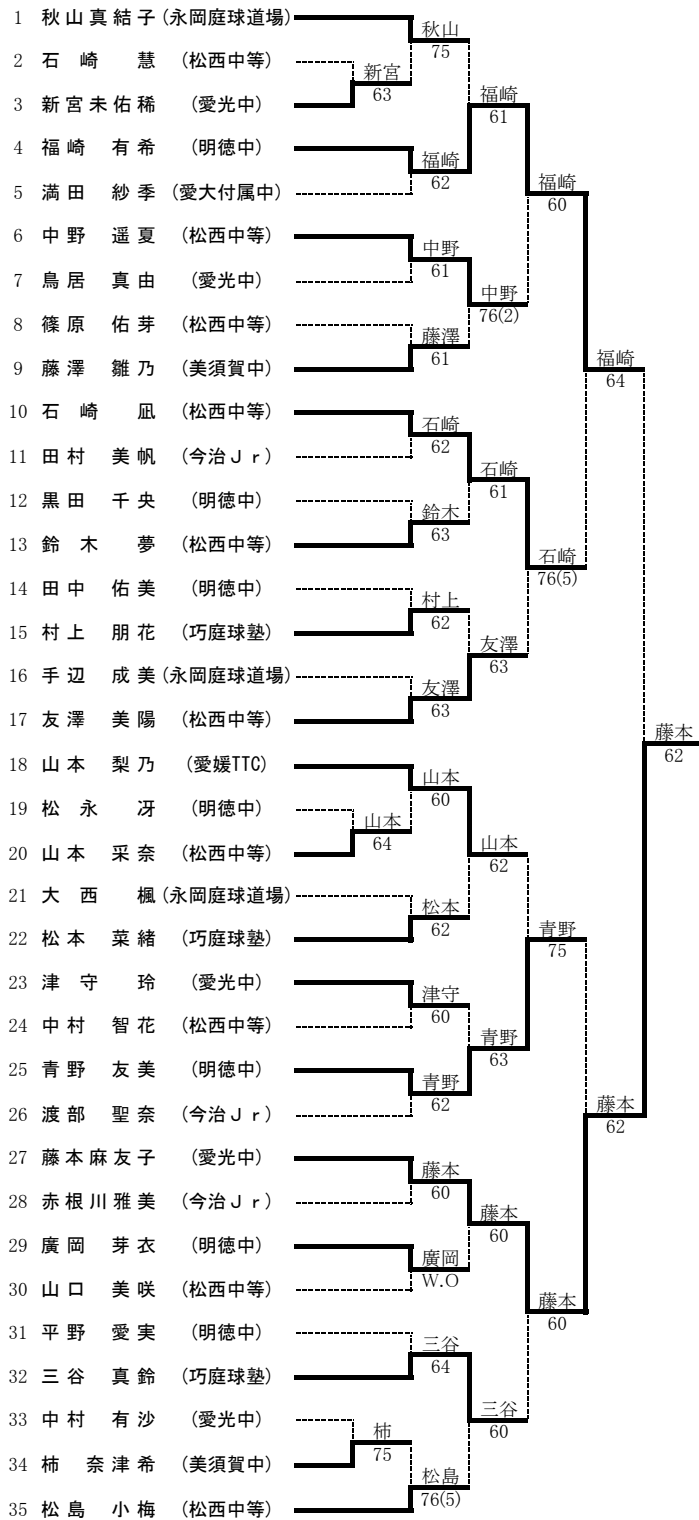 1 秋山真結子 (永岡庭球道場)
2 石崎 慧 (松西中等)
3 新宮未佑稀 (愛光中)
4 福崎有希 (明徳中)
5 満田紗季 (愛大付属中)
6 中野遥夏 (松西中等)
7 鳥居真由 (愛光中)
8 篠原佑芽 (松西中等)
9 藤澤雛乃 (美須賀中)
10 石崎凪 (松西中等)
11 田村美帆 (今治Jr)
12 黒田千央 (明徳中)
13 鈴木夢 (松西中等)
14 田中佑美 (明徳中)
15 村上朋花 (巧庭球塾)
16 手辺成美 (永岡庭球道場)
17 友澤美陽 (松西中等)
18 山本梨乃 (愛媛TTC)
19 松永冴 (明徳中)
20 山本采奈 (松西中等)
21 大西楓 (永岡庭球道場)
22 松本菜緒 (巧庭球塾)
23 津守玲 (愛光中)
24 中村智花 (松西中等)
25 青野友美 (明徳中)
26 渡部聖奈 (今治Jr)
27 藤本麻友子 (愛光中)
28 赤根川雅美 (今治Jr)
29 廣岡芽衣 (明徳中)
30 山口美咲 (松西中等)
31 平野愛実 (明徳中)
32 三谷真鈴 (巧庭球塾)
33 中村有沙 (愛光中)
34 柿奈津希 (美須賀中)
35 松島小梅 (松西中等)
新宮
63
山本
64
柿
75
秋山
75
福崎
62
中野
61
藤澤
61
石崎
62
鈴木
63
村上
62
友澤
63
山本
60
松本
62
津守
60
青野
62
藤本
60
廣岡
W.O
三谷
64
松島
76(5)
福崎
61
中野
76(2)
石崎
61
友澤
63
山本
62
青野
63
藤本
60
三谷
60
福崎
60
石崎
76(5)
青野
75
藤本
60
福崎
64
藤本
62
藤本
62